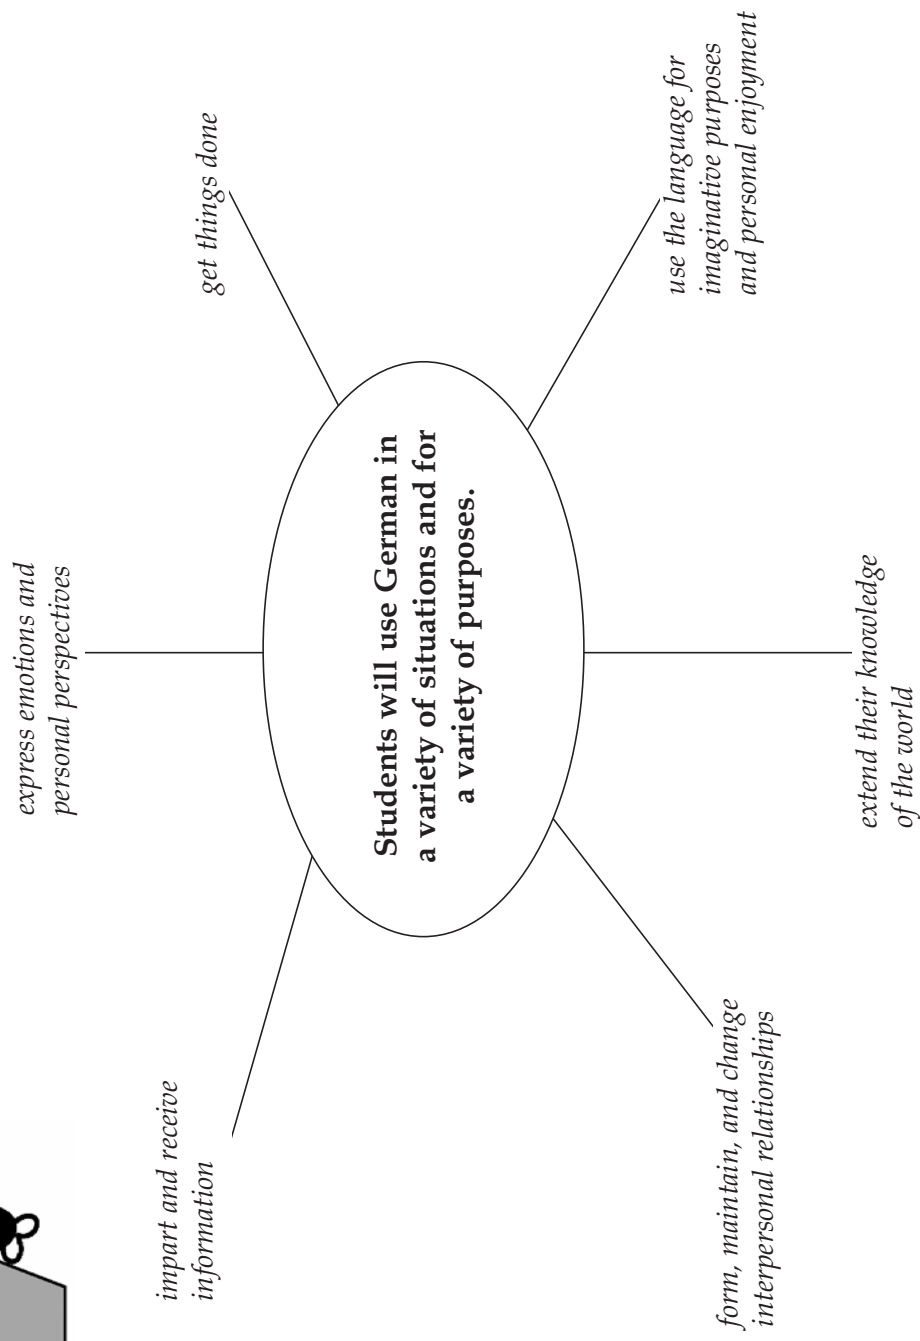 express emotions and
personal perspectives
impart and receive
information
get things done
Students will use German in
a variety of situations and for
a variety of purposes.
form, maintain, and change
interpersonal relationships
use the language for
imaginative purposes
and personal enjoyment
extend their knowledge
of the world